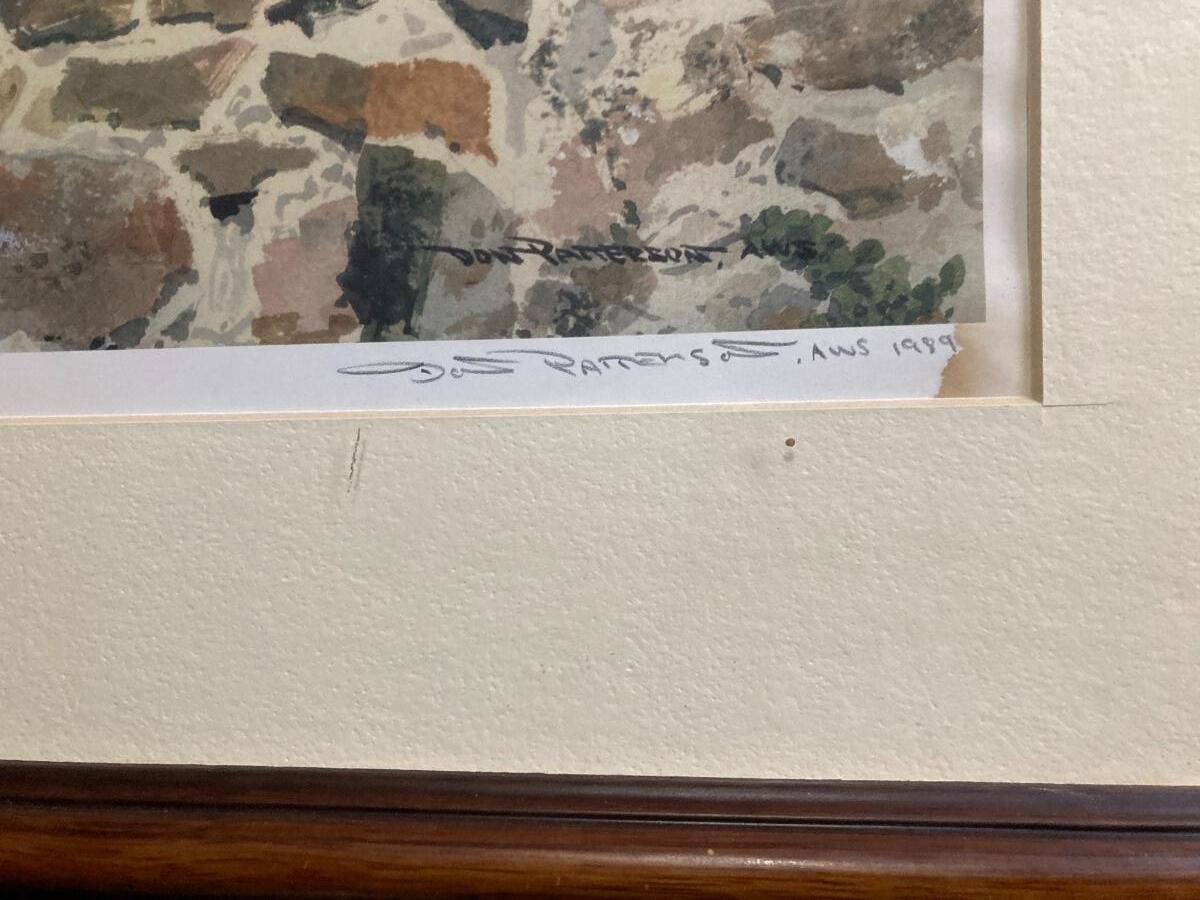 DON PATTERSON, AWS.
DON PATTERSON, AWS 1989